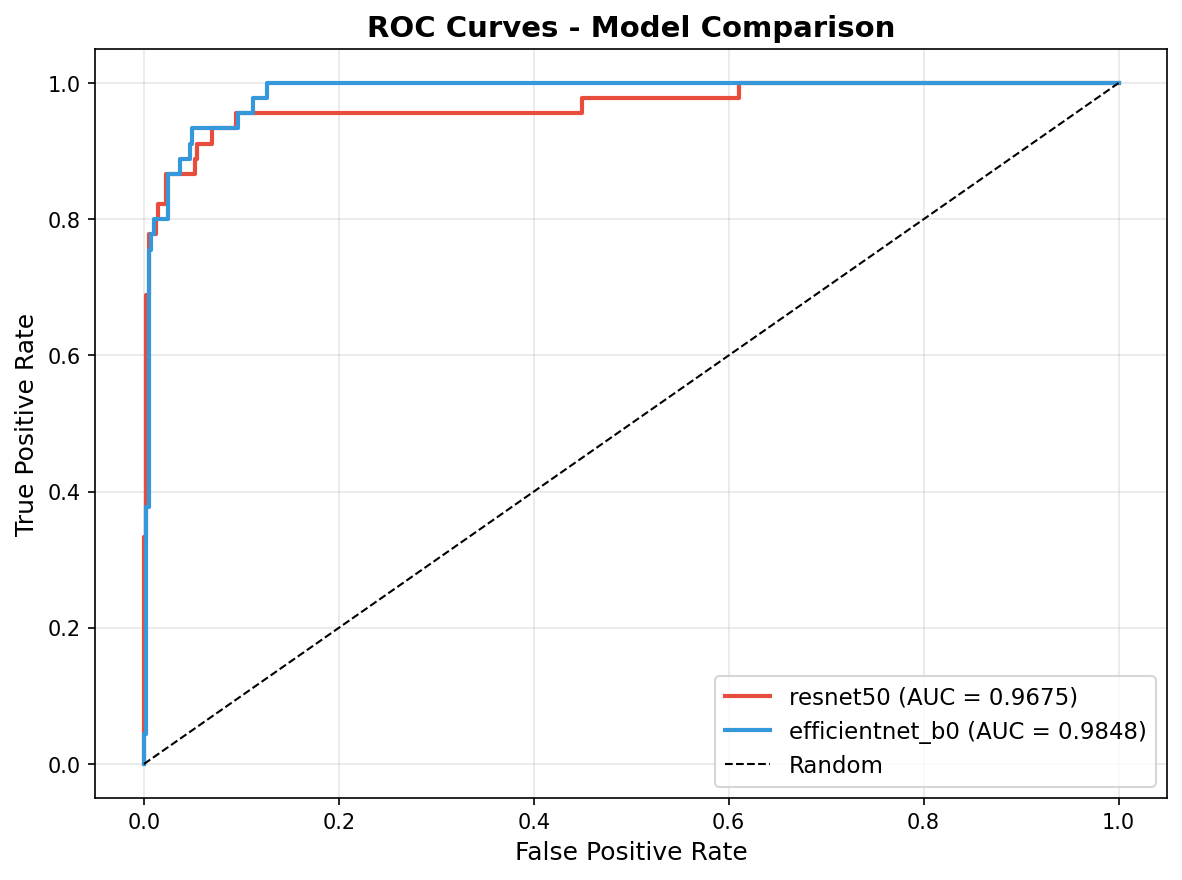 ROC Curves - Model Comparison
True Positive Rate
1.0
0.8
0.6
0.4
0.2
0.0
0.0 0.2 0.4 0.6 0.8 1.0
False Positive Rate
resnet50 (AUC = 0.9675)
efficientnet_b0 (AUC = 0.9848)
Random